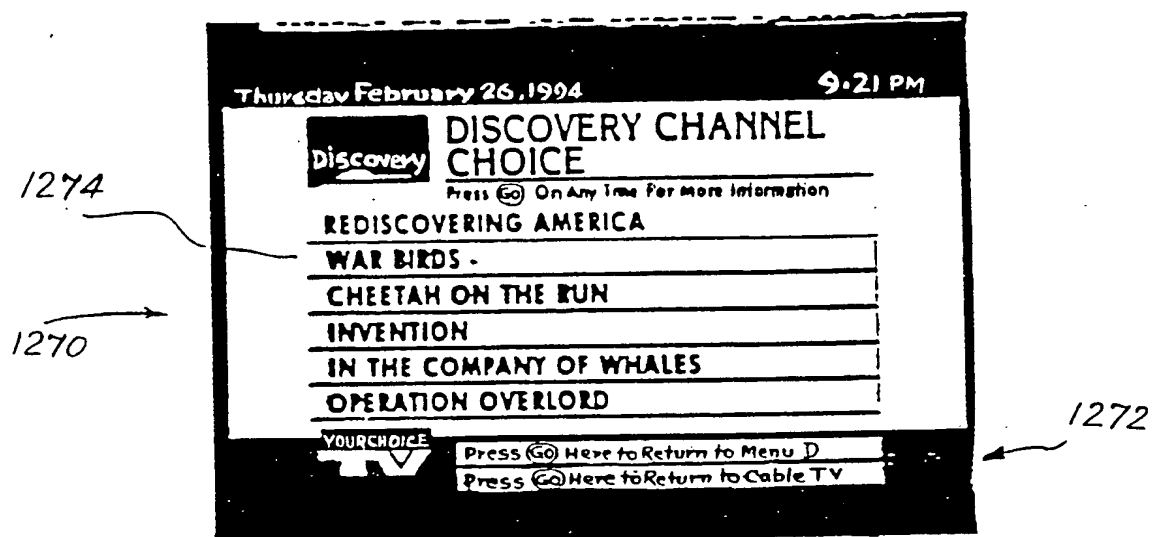 Thursday February 26, 1994 9:21 PM
Discovery
DISCOVERY CHANNEL
CHOICE
Press Go On Any Time For More Information
1274
REDISCOVERING AMERICA
WAR BIRDS -
CHEETAH ON THE RUN
1270
INVENTION
IN THE COMPANY OF WHALES
OPERATION OVERLORD
1272
YOUR CHOICE
TV
Press Go Here to Return to Menu D
Press Go Here to Return to Cable TV